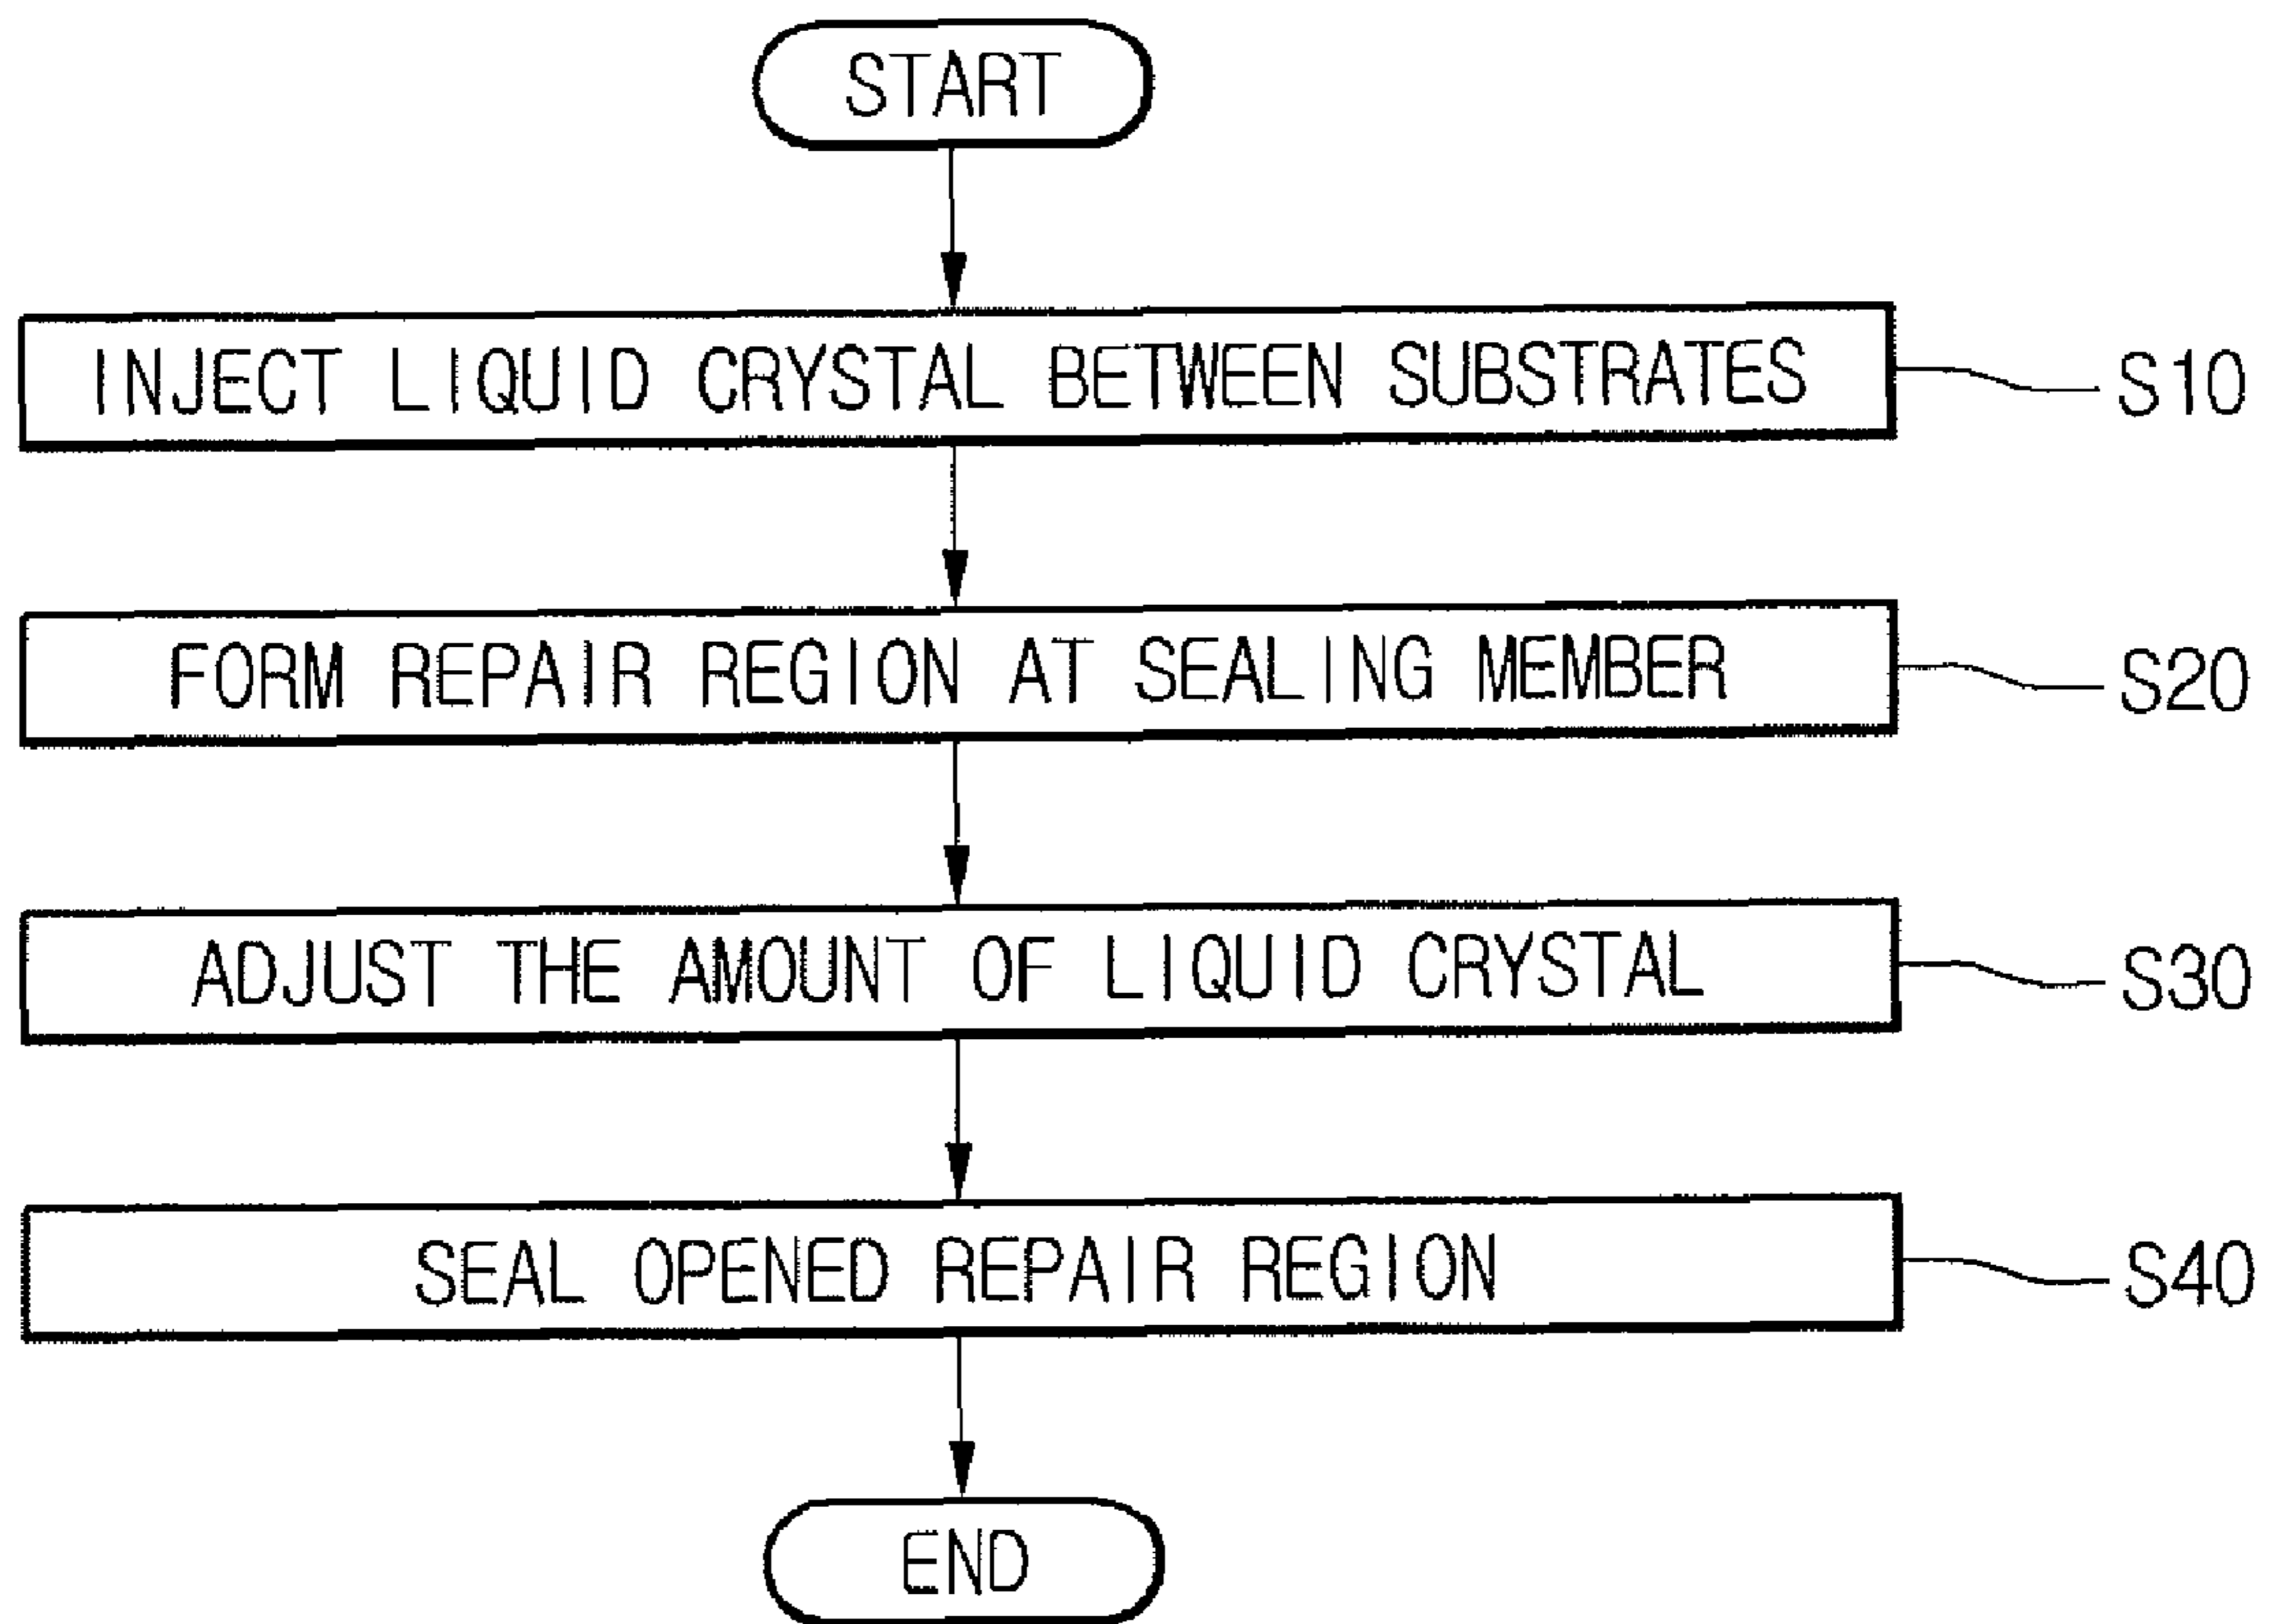 START
INJECT LIQUID CRYSTAL BETWEEN SUBSTRATES S10
FORM REPAIR REGION AT SEALING MEMBER S20
ADJUST THE AMOUNT OF LIQUID CRYSTAL S30
SEAL OPENED REPAIR REGION S40
END